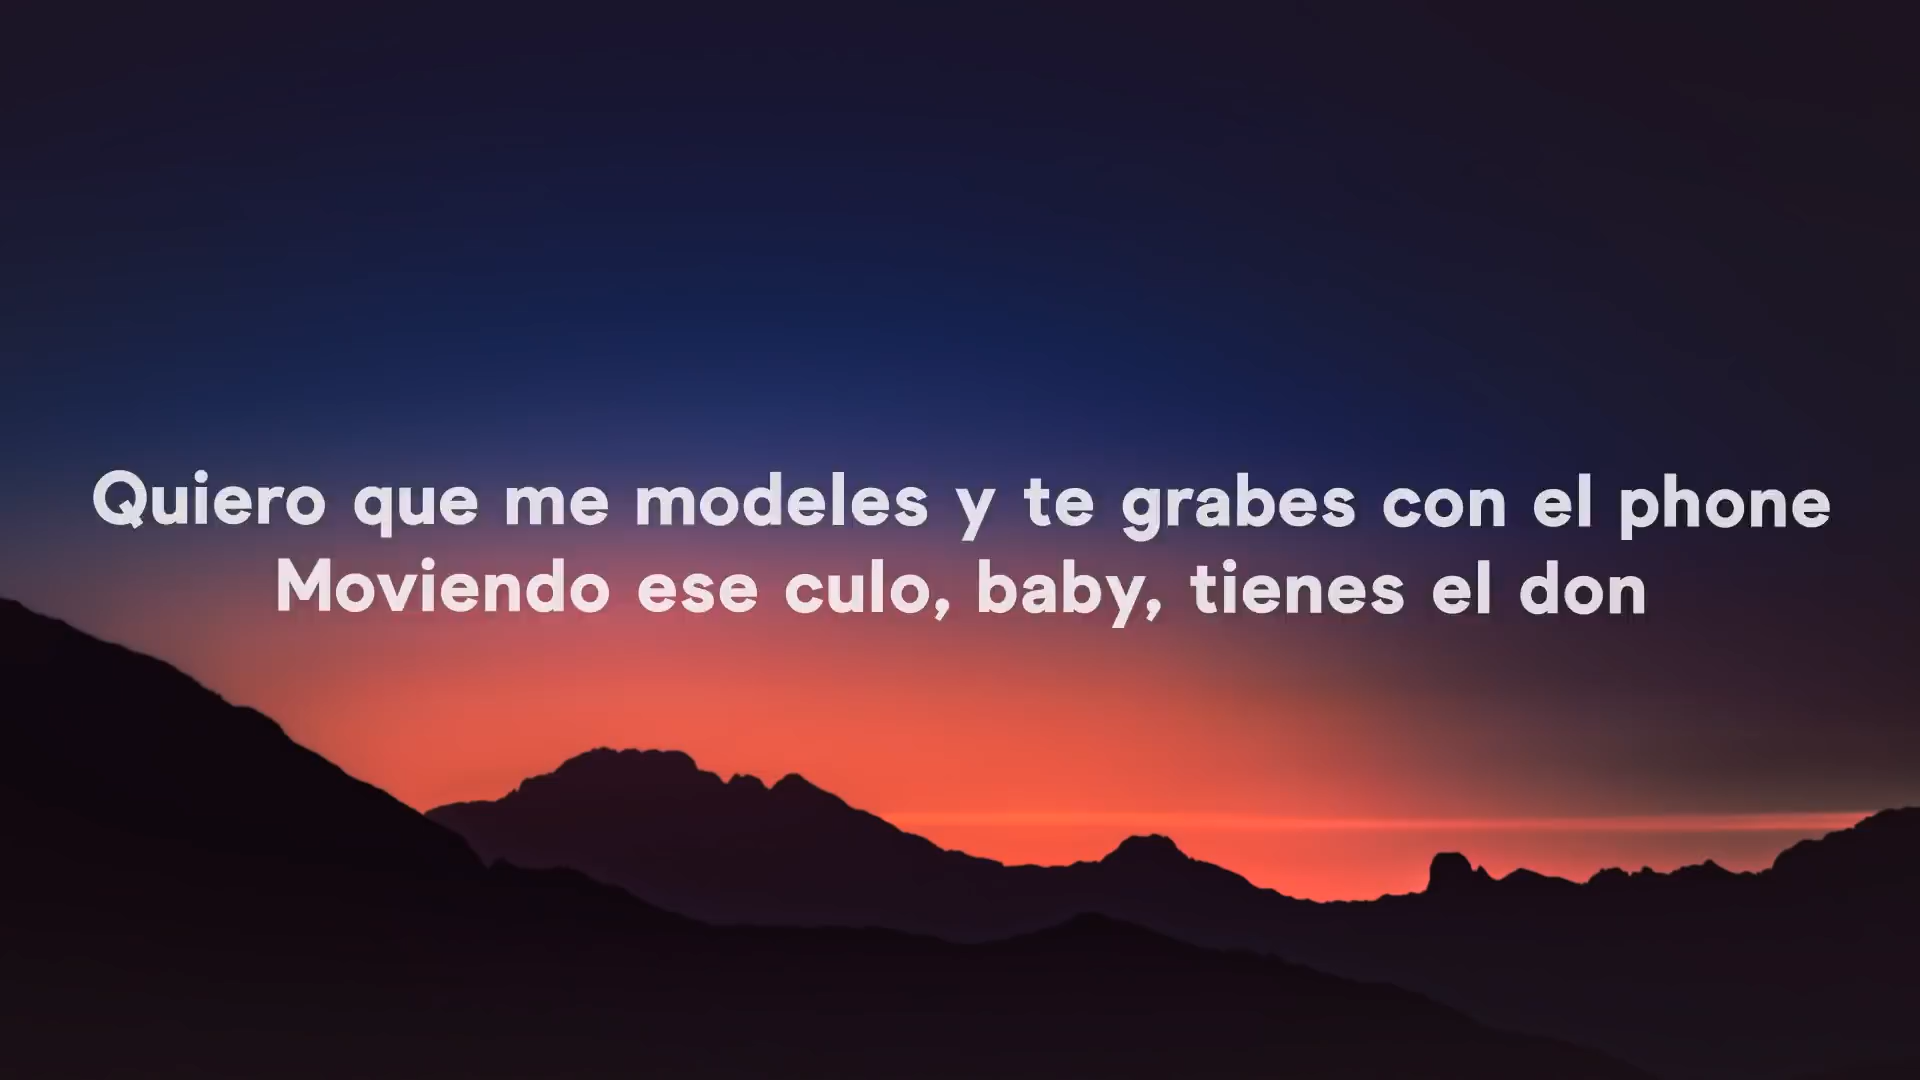 Quiero que me modeles y te grabes con el phone
Moviendo ese culo, baby, tienes el don